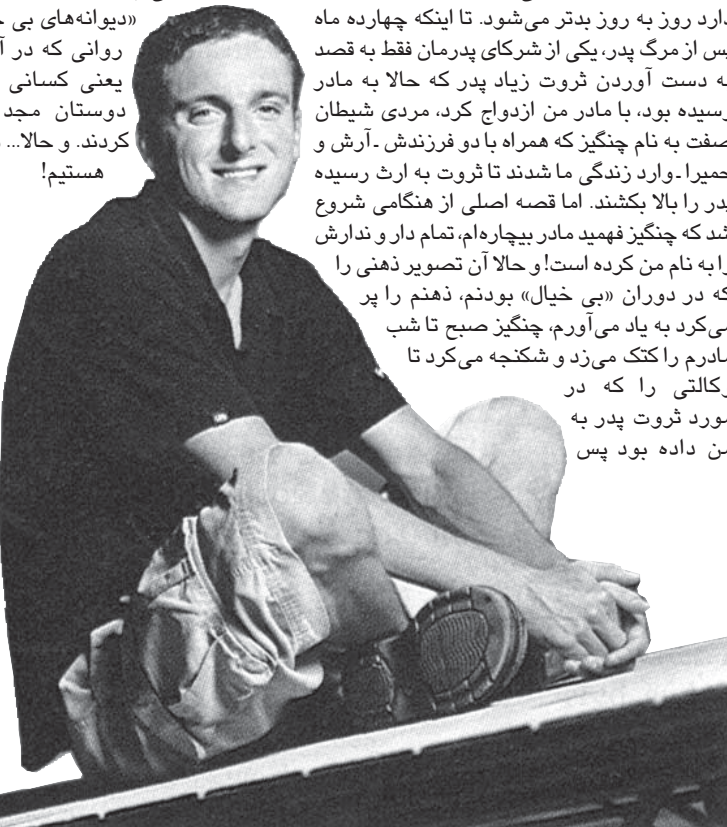 دارد روز به روز بدتر می‌شود. تا اینکه چهارده ماه
پس از مرگ پدر، یکی از شرکای پدرمان فقط به قصد
به دست آوردن ثروت زیاد پدر که حالا به مادر
رسیده بود، با مادر من ازدواج کرد، مردی شیطان
صفت به نام چنگیز که همراه با دو فرزندش ـ آرش و
حمیرا ـ وارد زندگی ما شدند تا ثروت به ارث رسیده
پدر را بالا بکشند. اما قصه اصلی از هنگامی شروع
شد که چنگیز فهمید مادر بیچاره‌ام، تمام دار و ندارش
را به نام من کرده است! و حالا آن تصویر ذهنی را
که در دوران «بی خیال» بودنم، ذهنم را پر
می‌کرد به یاد می‌آورم، چنگیز صبح تا شب
مادرم را کتک می‌زد و شکنجه می‌کرد تا
وکالتی را که در
مورد ثروت پدر به
من داده بود پس
«دیوانه‌های بی
روانی که در
یعنی کسانی
دوستان مجد
کردند. و حالا...
هستیم!